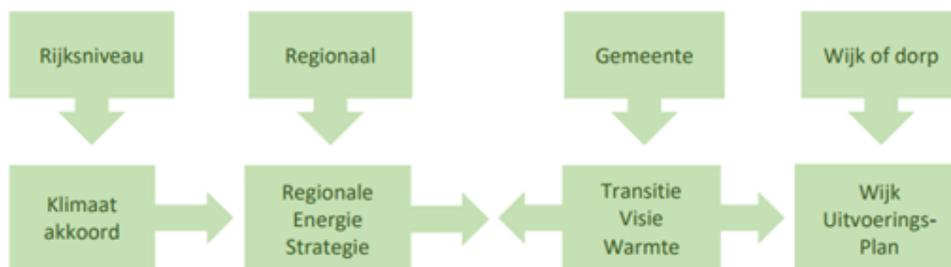 Rijksniveau
Regionaal
Gemeente
Wijk of dorp
Klimaat
akkoord
Regionale
Energie
Strategie
Transitie
Visie
Warmte
Wijk
Uitvoerings-
Plan